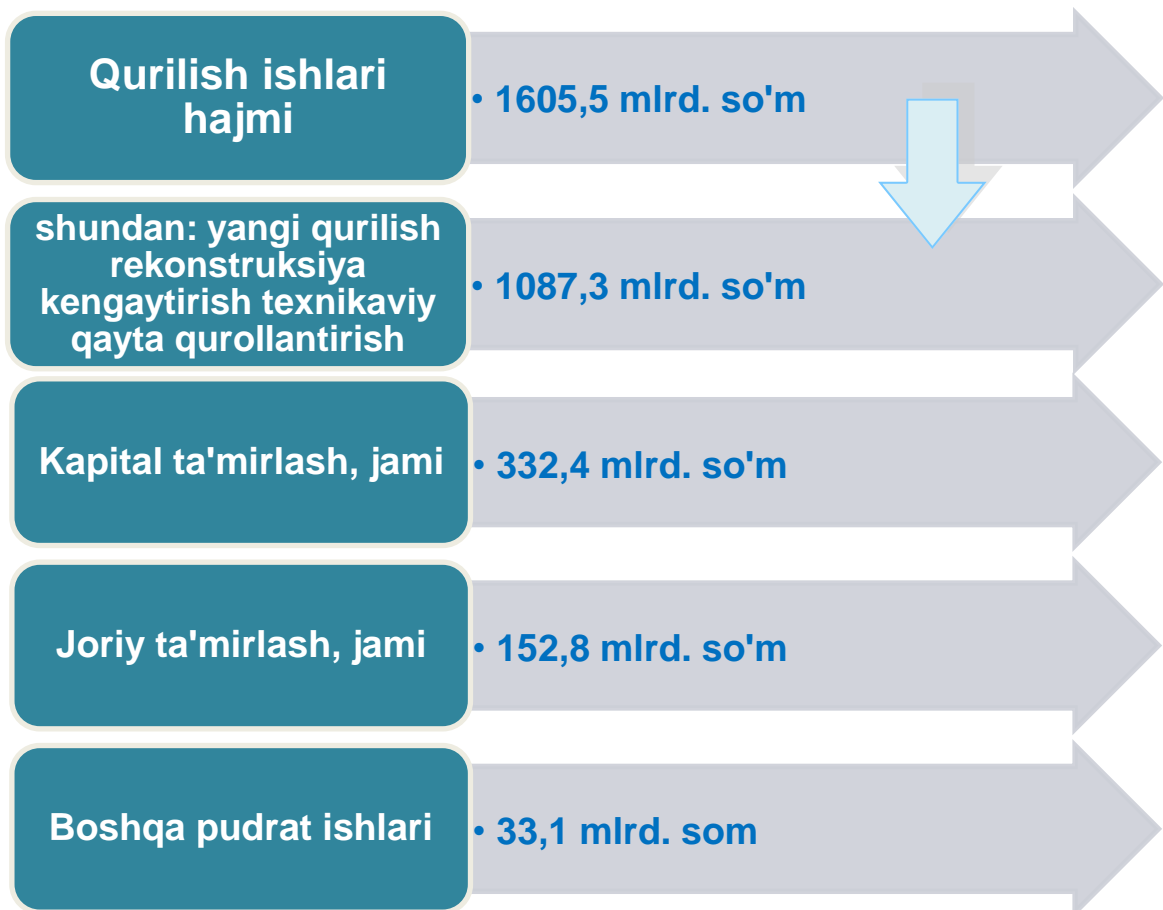 Qurilish ishlari
hajmi
• 1605,5 mlrd. so'm
shundan: yangi qurilish
rekonstruksiya
kengaytirish texnikaviy
qayta qurollantirish
• 1087,3 mlrd. so'm
Kapital ta'mirlash, jami
• 332,4 mlrd. so'm
Joriy ta'mirlash, jami
• 152,8 mlrd. so'm
Boshqa pudrat ishlari
• 33,1 mlrd. som